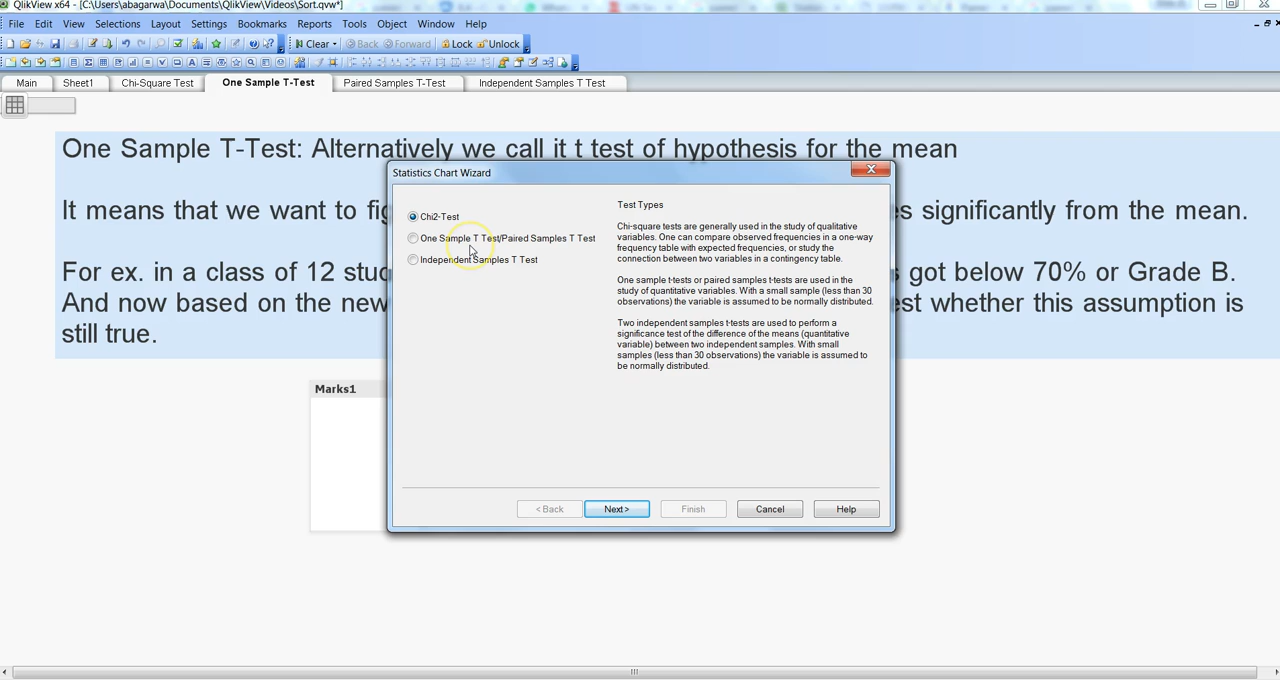 QlikView x64 - [C:\Users\abagarwa\Documents\QlikView\Videos\Sort.qvw*]
File Edit View Selections Layout Settings Bookmarks Reports Tools Object Window Help
Clear Back Forward Lock Unlock
Main Sheet1 Chi-Square Test One Sample T-Test Paired Samples T-Test Independent Samples T Test
One Sample T-Test: Alternatively we call it t test of hypothesis for the mean
Statistics Chart Wizard
Chi2-Test
One Sample T Test/Paired Samples T Test
Independent Samples T Test
Test Types
Chi-square tests are generally used in the study of qualitative
variables. One can compare observed frequencies in a one-way
frequency table with expected frequencies, or study the
connection between two variables in a contingency table.
One sample t-tests or paired samples t-tests are used in the
study of quantitative variables. With a small sample (less than 30
observations) the variable is assumed to be normally distributed.
Two independent samples t-tests are used to perform a
significance test of the difference of the means (quantitative
variable) between two independent samples. With small
samples (less than 30 observations) the variable is assumed to
be normally distributed.
< Back Next > Finish Cancel Help
It means that we want to significantly from the mean.
For ex. in a class of 12 got below 70% or Grade B.
And now based on the new whether this assumption is
still true.
Marks1